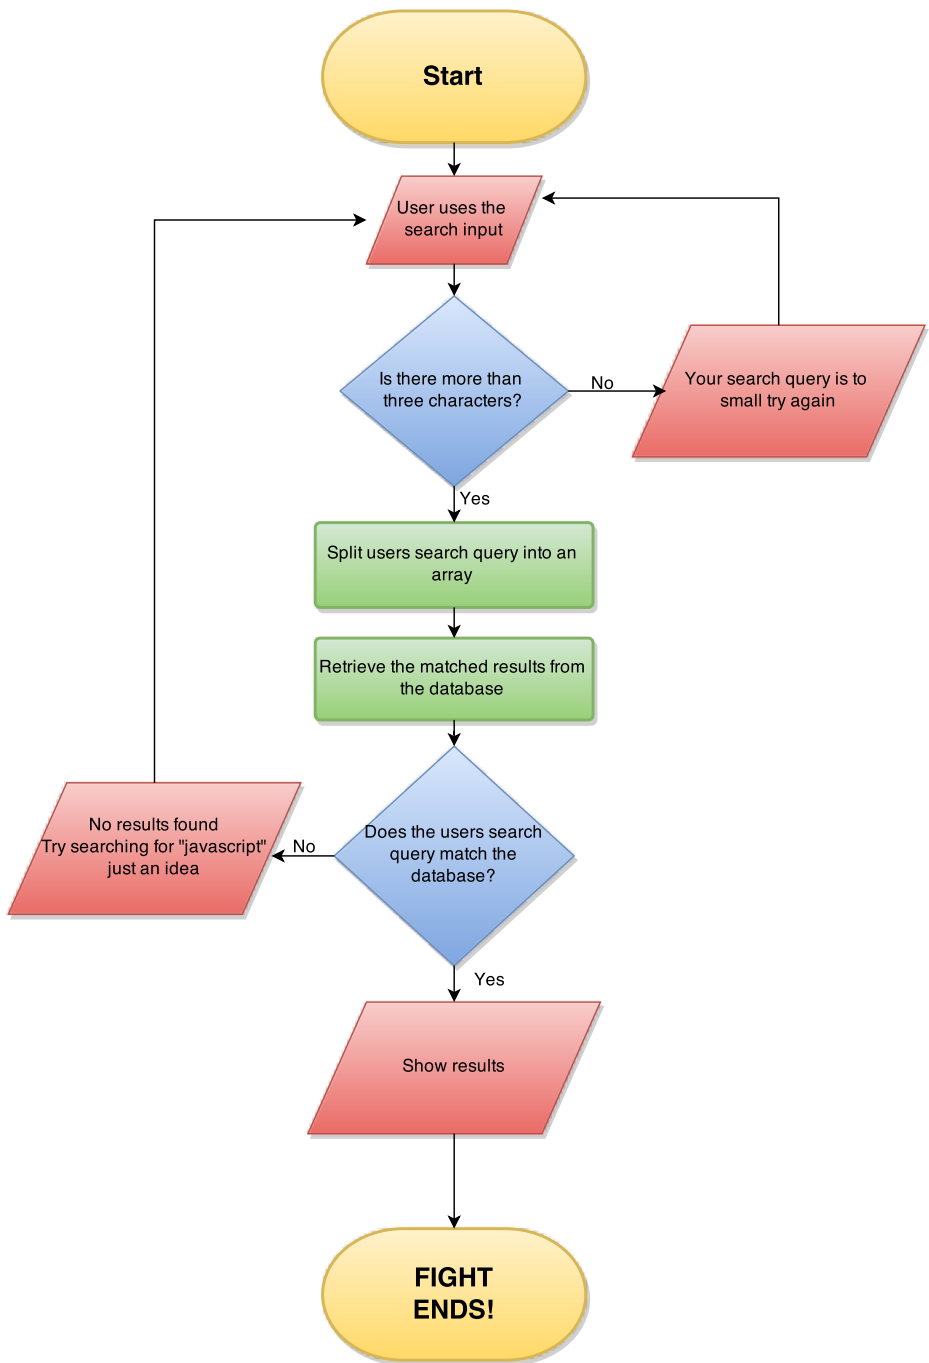 Start
User uses the
search input
Is there more than
three characters?
No
Your search query is to
small try again
Yes
Split users search query into an
array
Retrieve the matched results from
the database
Does the users search
query match the
database?
No
No results found
Try searching for "javascript"
just an idea
Yes
Show results
FIGHT
ENDS!